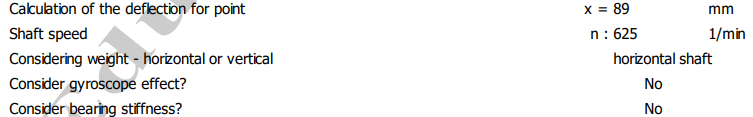 Calculation of the deflection for point x = 89 mm
Shaft speed n : 625 1/min
Considering weight - horizontal or vertical horizontal shaft
Consider gyroscope effect? No
Consider bearing stiffness? No